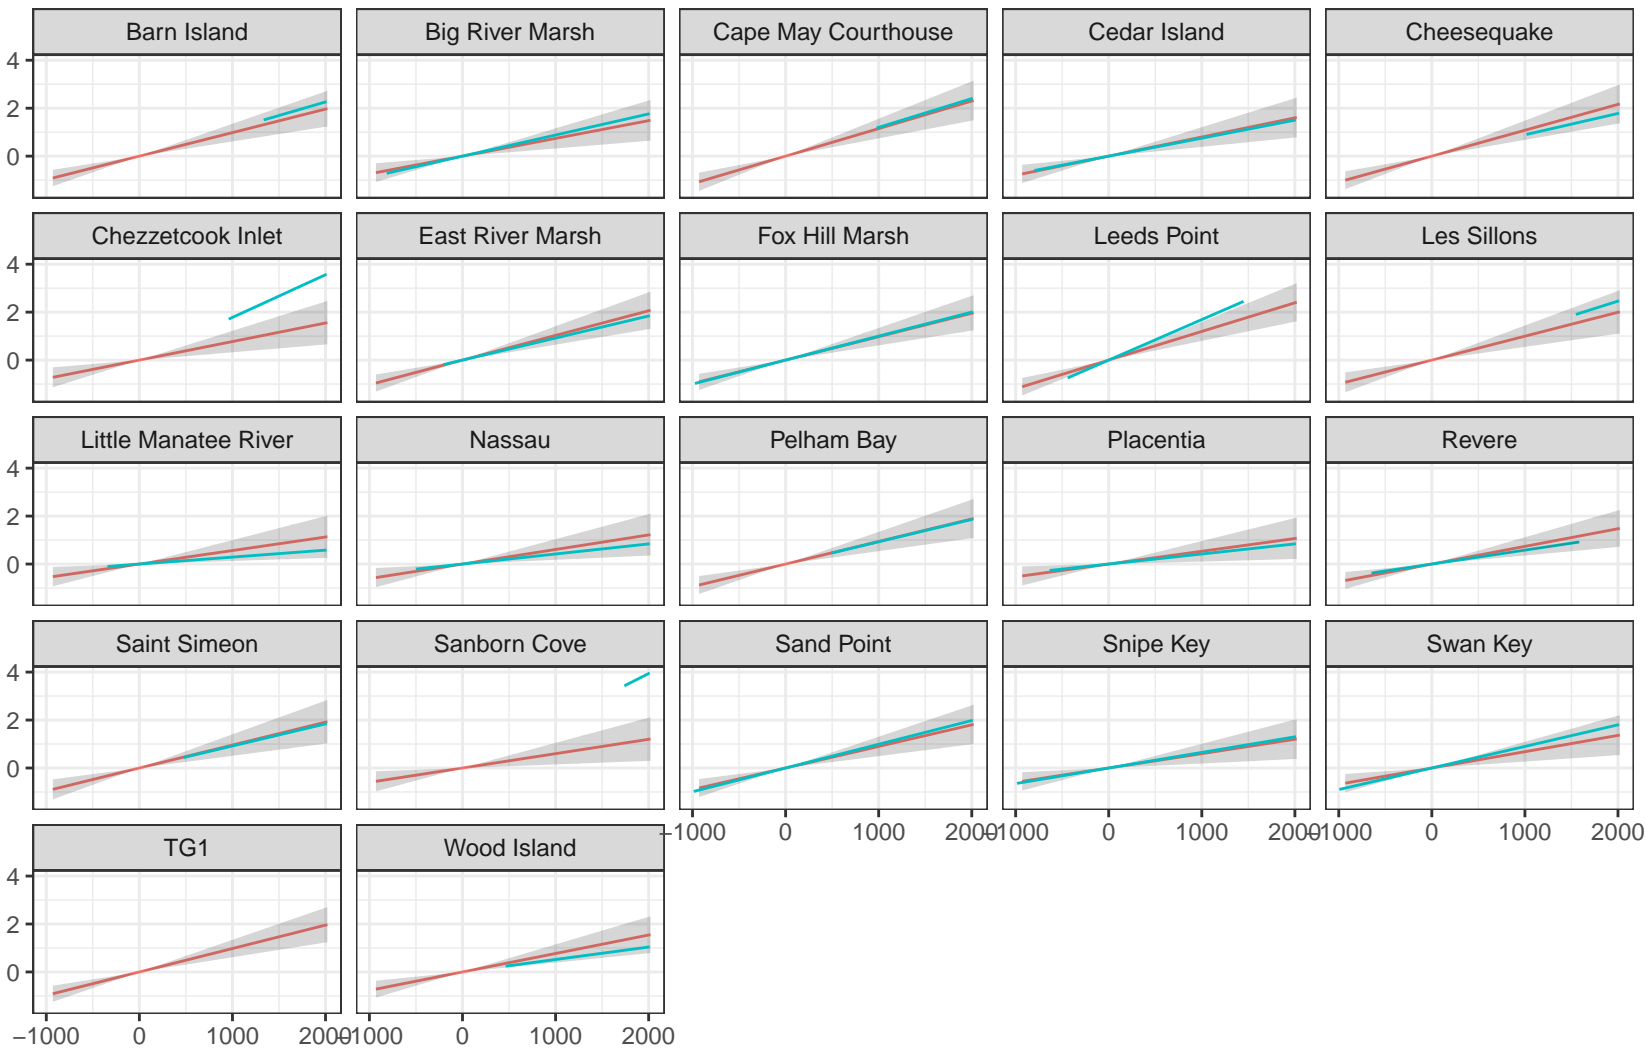 Barn Island Big River Marsh Cape May Courthouse Cedar Island Cheesequake
4
2
0
Chezzetcook Inlet East River Marsh Fox Hill Marsh Leeds Point Les Sillons
4
2
0
Little Manatee River Nassau Pelham Bay Placentia Revere
4
2
0
Saint Simeon Sanborn Cove Sand Point Snipe Key Swan Key
4
2
0
−1000 0 1000 2000 −1000 0 1000 2000 −1000 0 1000 2000
TG1 Wood Island
4
2
0
−1000 0 1000 2000 −1000 0 1000 2000